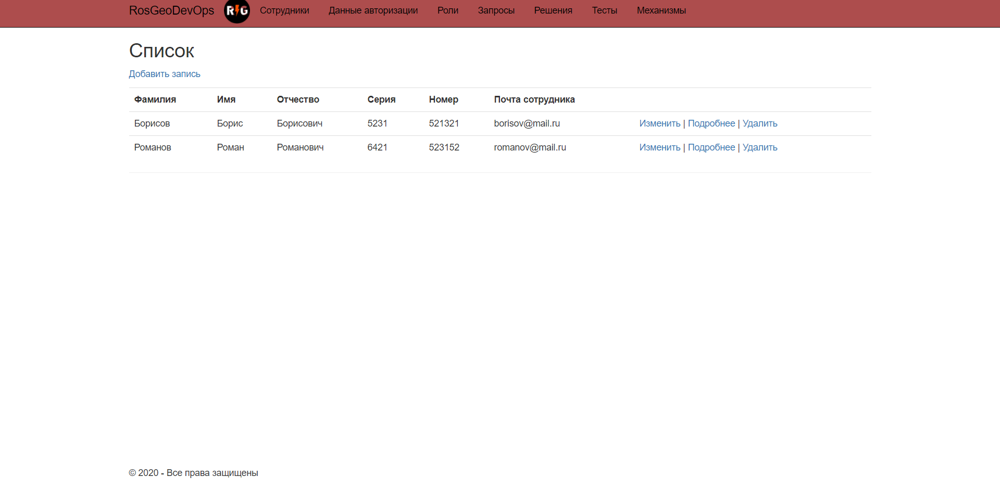 RosGeoDevOps RG Сотрудники Данные авторизации Роли Запросы Решения Тесты Механизмы
Список
Добавить запись
Фамилия Имя Отчество Серия Номер Почта сотрудника
Борисов Борис Борисович 5231 521321 borisov@mail.ru Изменить | Подробнее | Удалить
Романов Роман Романович 6421 523152 romanov@mail.ru Изменить | Подробнее | Удалить
© 2020 - Все права защищены